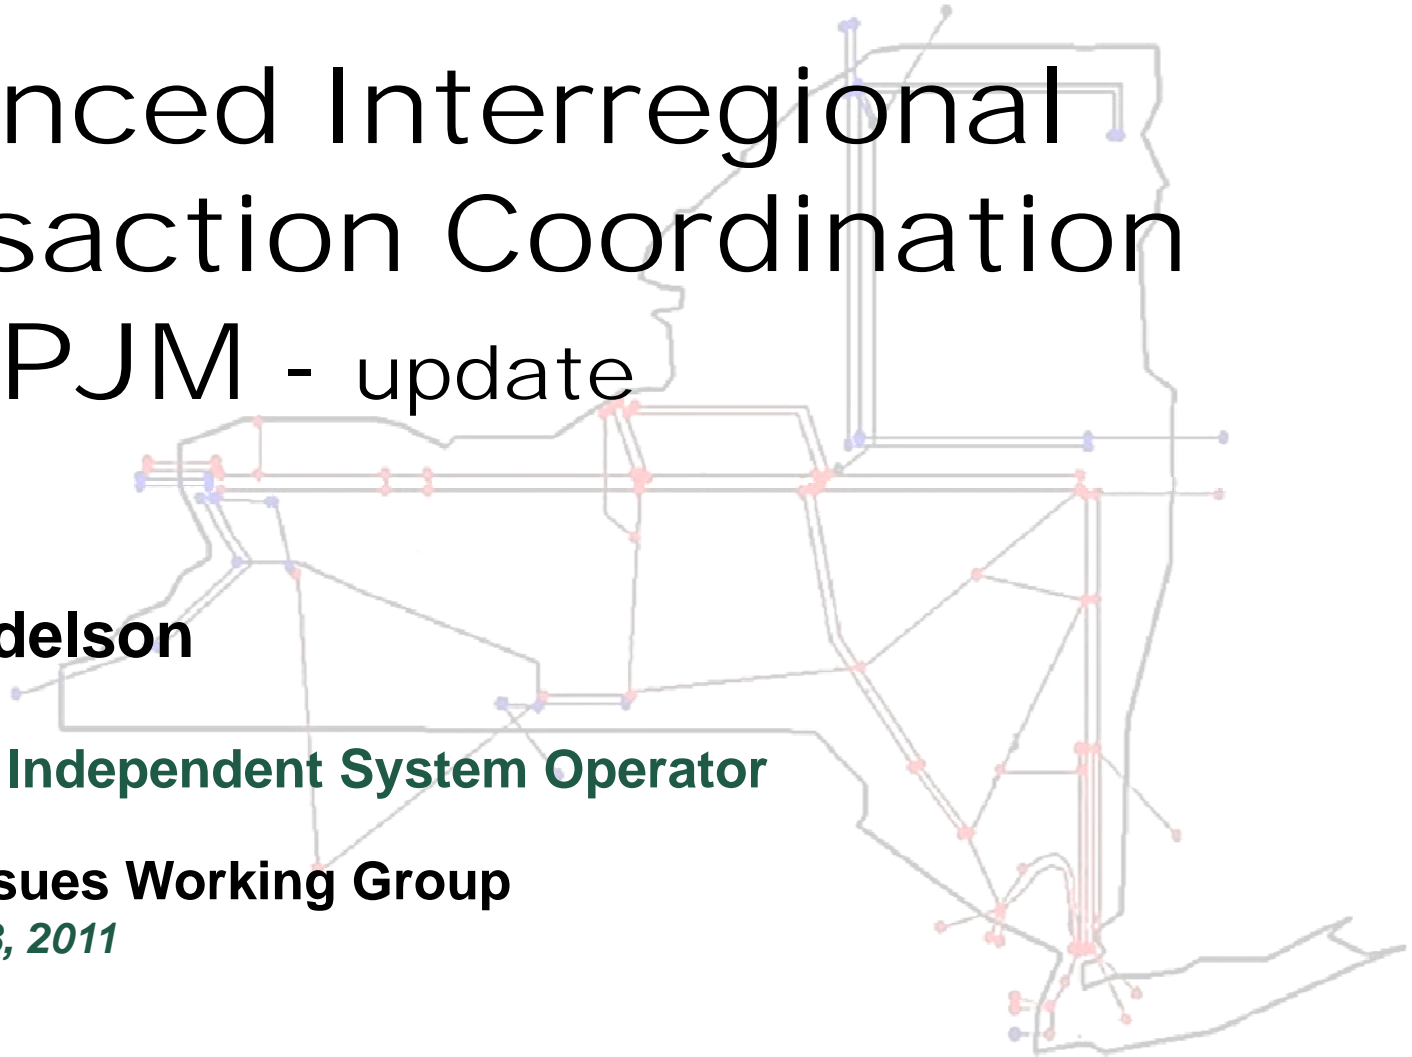 nced Interregional
saction Coordination
PJM - update
delson
Independent System Operator
sues Working Group
, 2011